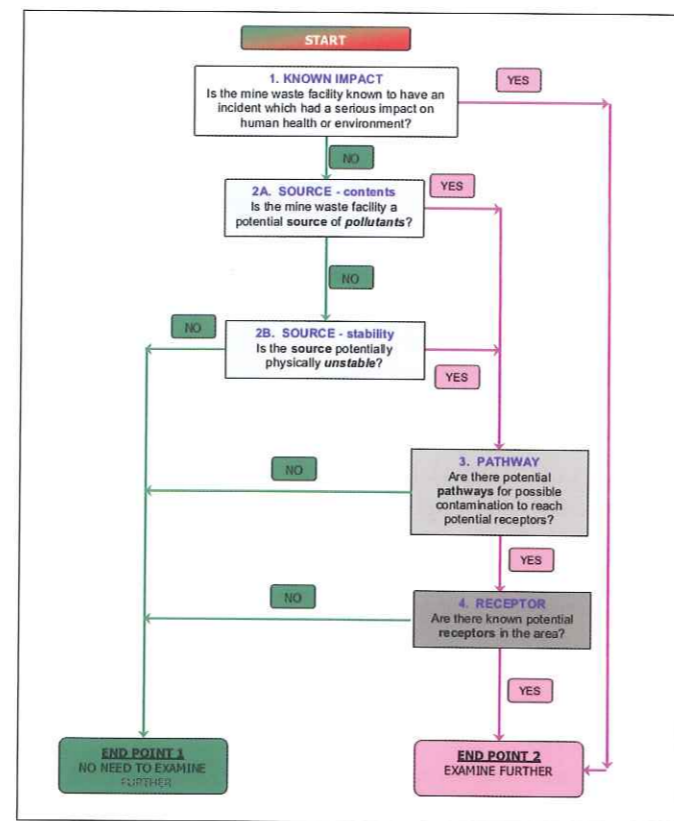 START
1. KNOWN IMPACT
Is the mine waste facility known to have an
incident which had a serious impact on
human health or environment?
YES
NO
2A. SOURCE - contents
Is the mine waste facility a
potential source of pollutants?
YES
NO
NO
2B. SOURCE - stability
Is the source potentially
physically unstable?
YES
3. PATHWAY
Are there potential
pathways for possible
contamination to reach
potential receptors?
NO
YES
4. RECEPTOR
Are there known potential
receptors in the area?
NO
YES
END POINT 1
NO NEED TO EXAMINE
FURTHER
END POINT 2
EXAMINE FURTHER